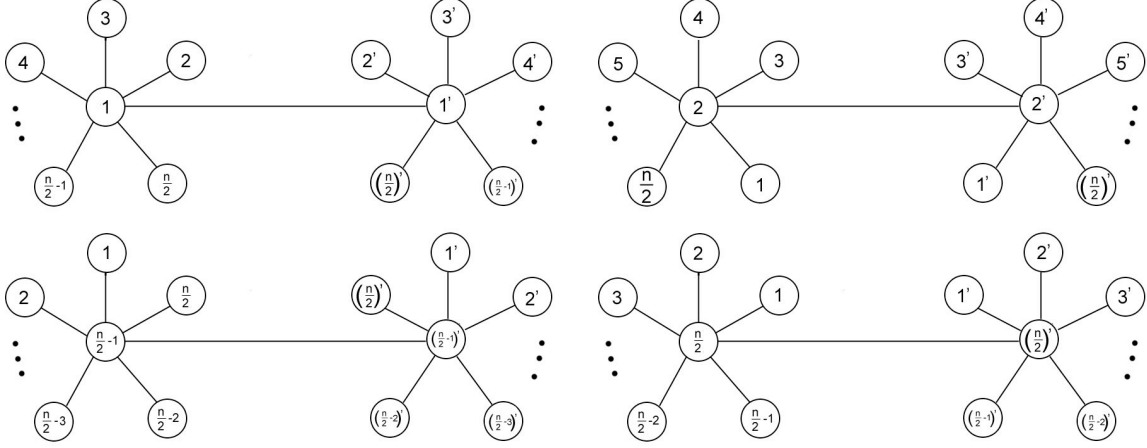 3 3' 4 4'
4 2 2' 4' 5 3 3' 5'
1 1' 2 2'
n/2 -1 n/2 (n/2)' (n/2 -1)' n/2 1 1' (n/2)'
1 1' 2 2'
2 n/2 (n/2)' 2' 3 1 1' 3'
n/2 -1 (n/2 -1)' n/2 (n/2)'
n/2 -3 n/2 -2 (n/2 -2)' (n/2 -3)' n/2 -2 n/2 -1 (n/2 -1)' (n/2 -2)'